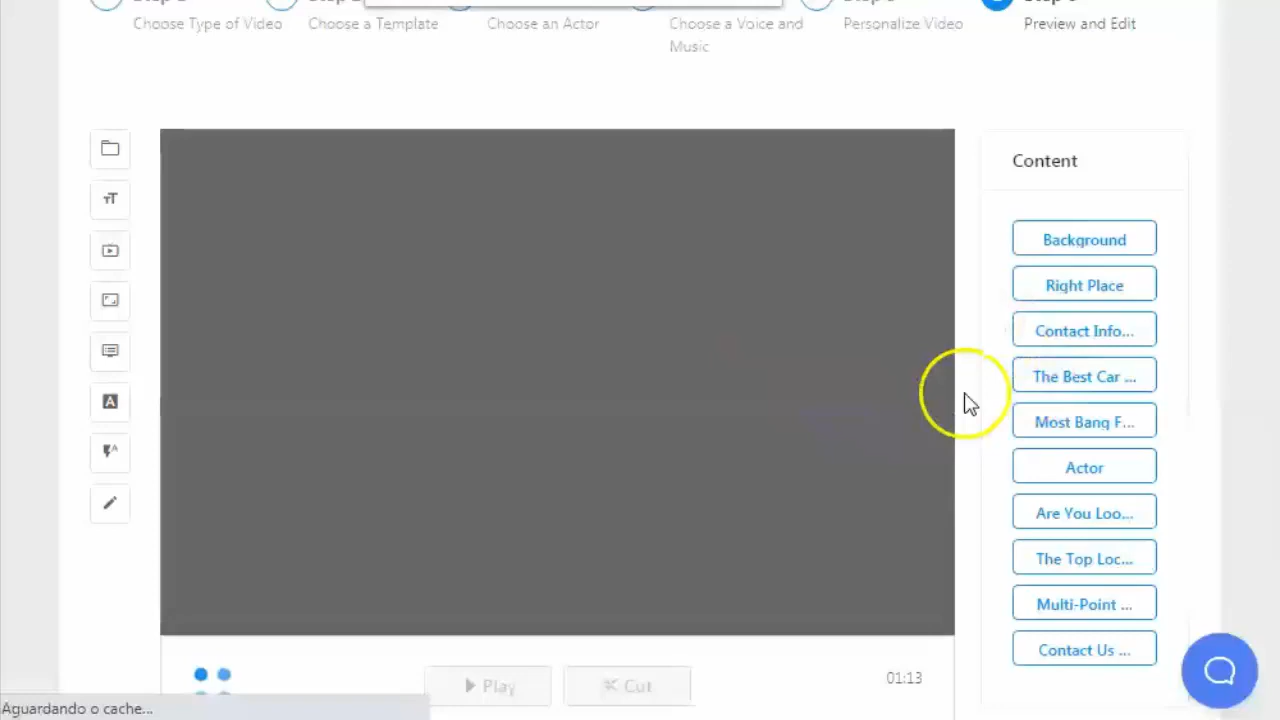 Choose Type of Video
Choose a Template
Choose an Actor
Choose a Voice and
Music
Personalize Video
Preview and Edit
Content
Background
Right Place
Contact Info...
The Best Car ...
Most Bang F...
Actor
Are You Loo...
The Top Loc...
Multi-Point ...
Contact Us ...
TT
A
A
Play
Cut
01:13
Aguardando o cache...